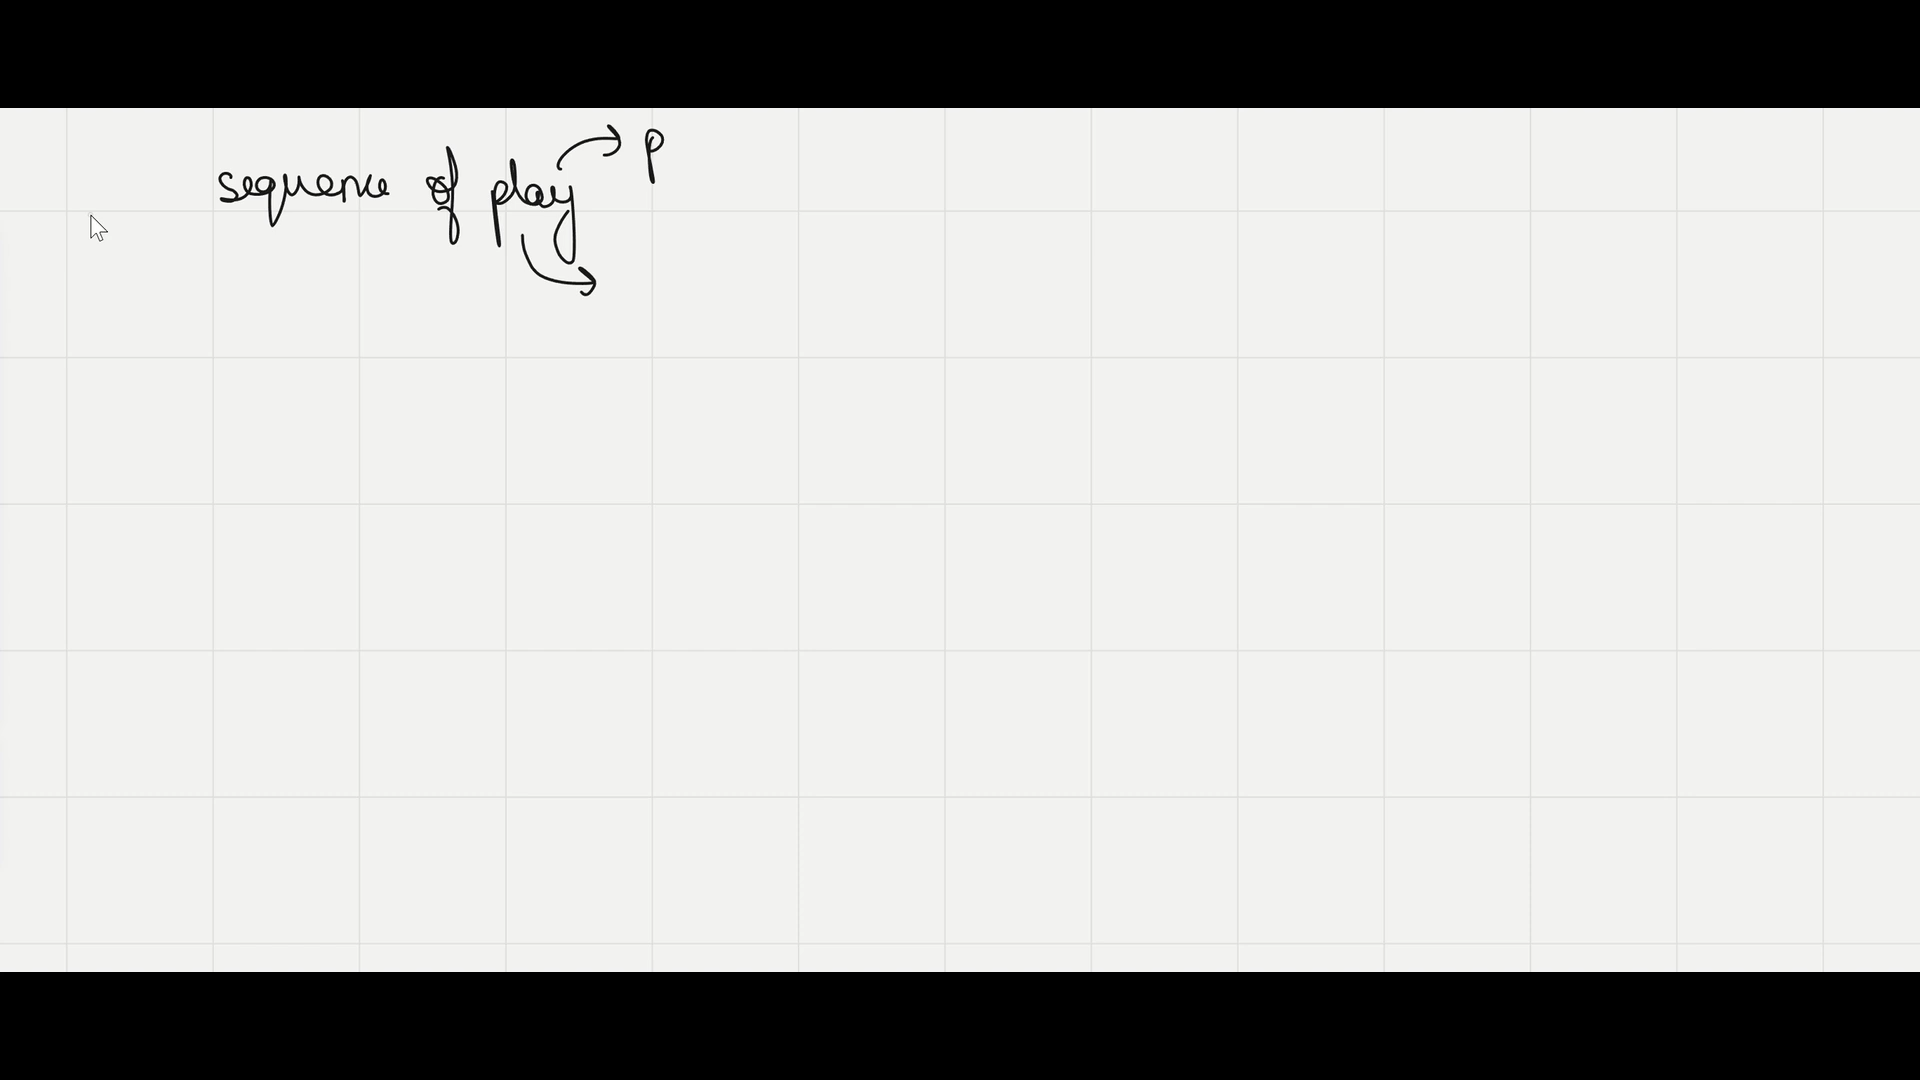 sequence of play → p
→